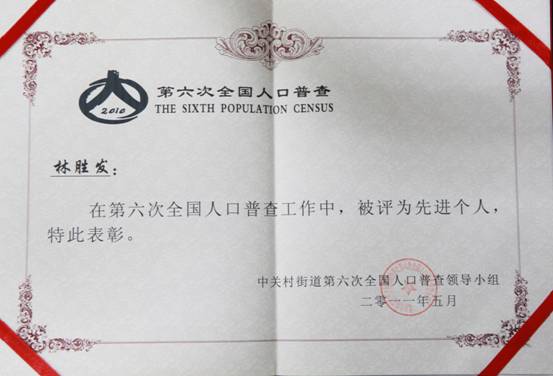 2010
第六次全国人口普查
THE SIXTH POPULATION CENSUS
林胜发：
在第六次全国人口普查工作中，被评为先进个人，
特此表彰。
中关村街道第六次全国人口普查领导小组
二零一一年五月